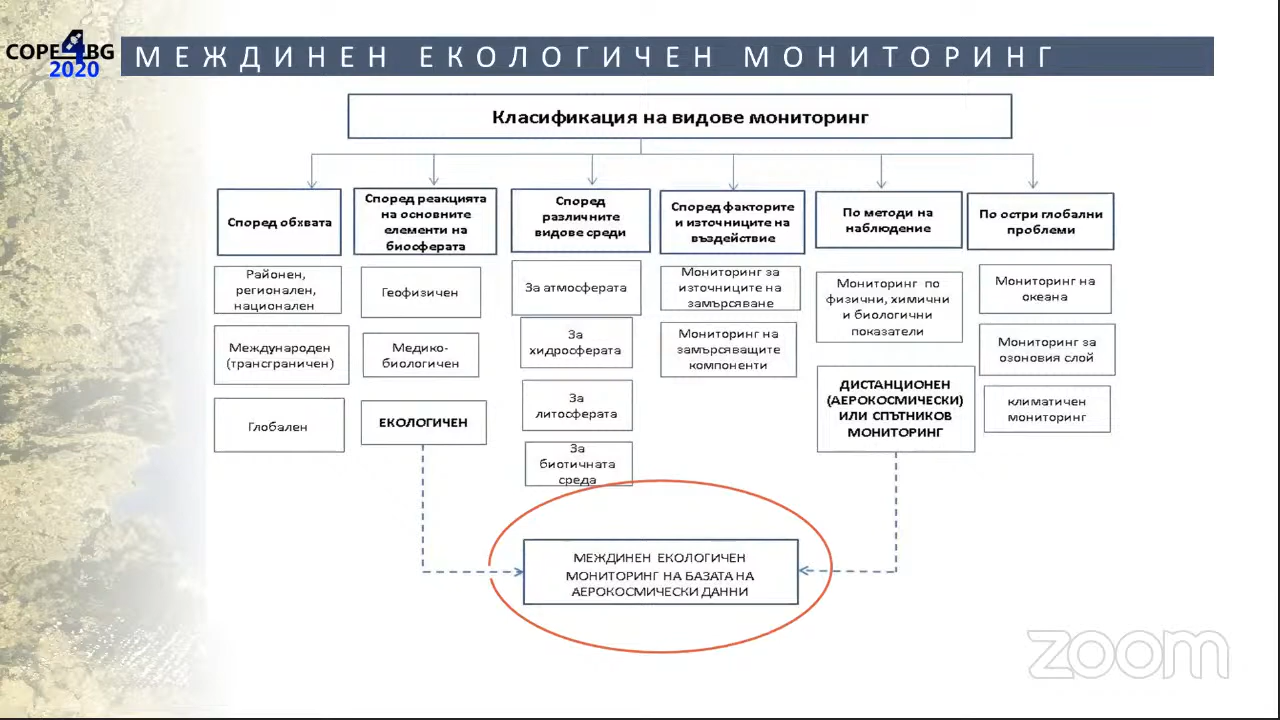 COPE4BG
2020
МЕЖДИНЕН ЕКОЛОГИЧЕН МОНИТОРИНГ
Класификация на видове мониторинг
Според обхвата
Районен,
регионален,
национален
Международен
(трансграничен)
Глобален
Според реакцията
на основните
елементи на
биосферата
Геофизичен
Медико-
биологичен
ЕКОЛОГИЧЕН
Според
различните
видове среди
За атмосферата
За
хидросферата
За
литосферата
За
биотичната
среда
Според факторите
и източниците на
въздействие
Мониторинг за
източниците на
замърсяване
Мониторинг на
замърсяващите
компоненти
По методи на
наблюдение
Мониторинг по
физични, химични
и биологични
показатели
ДИСТАНЦИОНЕН
(АЕРОКОСМИЧЕСКИ)
ИЛИ СПЪТНИКОВ
МОНИТОРИНГ
По остри глобални
проблеми
Мониторинг на
океана
Мониторинг за
озоновия слой
климатичен
мониторинг
МЕЖДИНЕН ЕКОЛОГИЧЕН
МОНИТОРИНГ НА БАЗАТА НА
АЕРОКОСМИЧЕСКИ ДАННИ
zoom